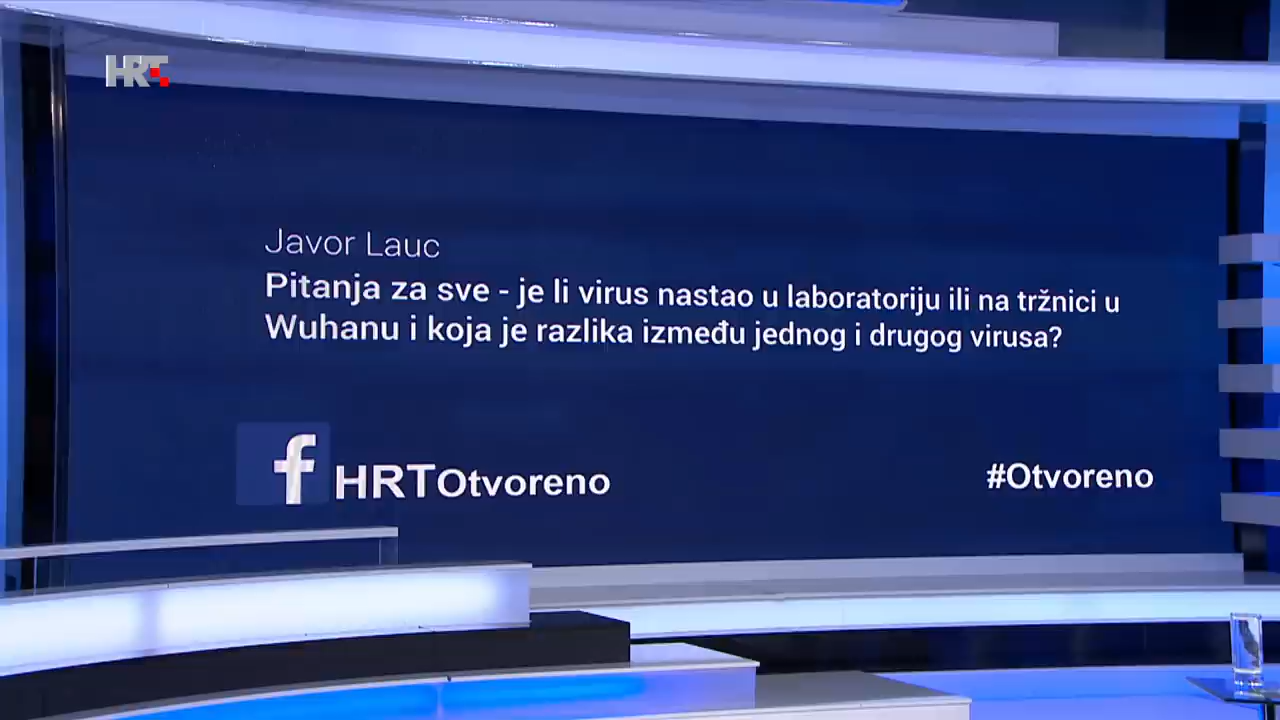 HRT
Javor Lauc
Pitanja za sve - je li virus nastao u laboratoriju ili na tržnici u
Wuhanu i koja je razlika između jednog i drugog virusa?
f HRTOtvoreno
#Otvoreno